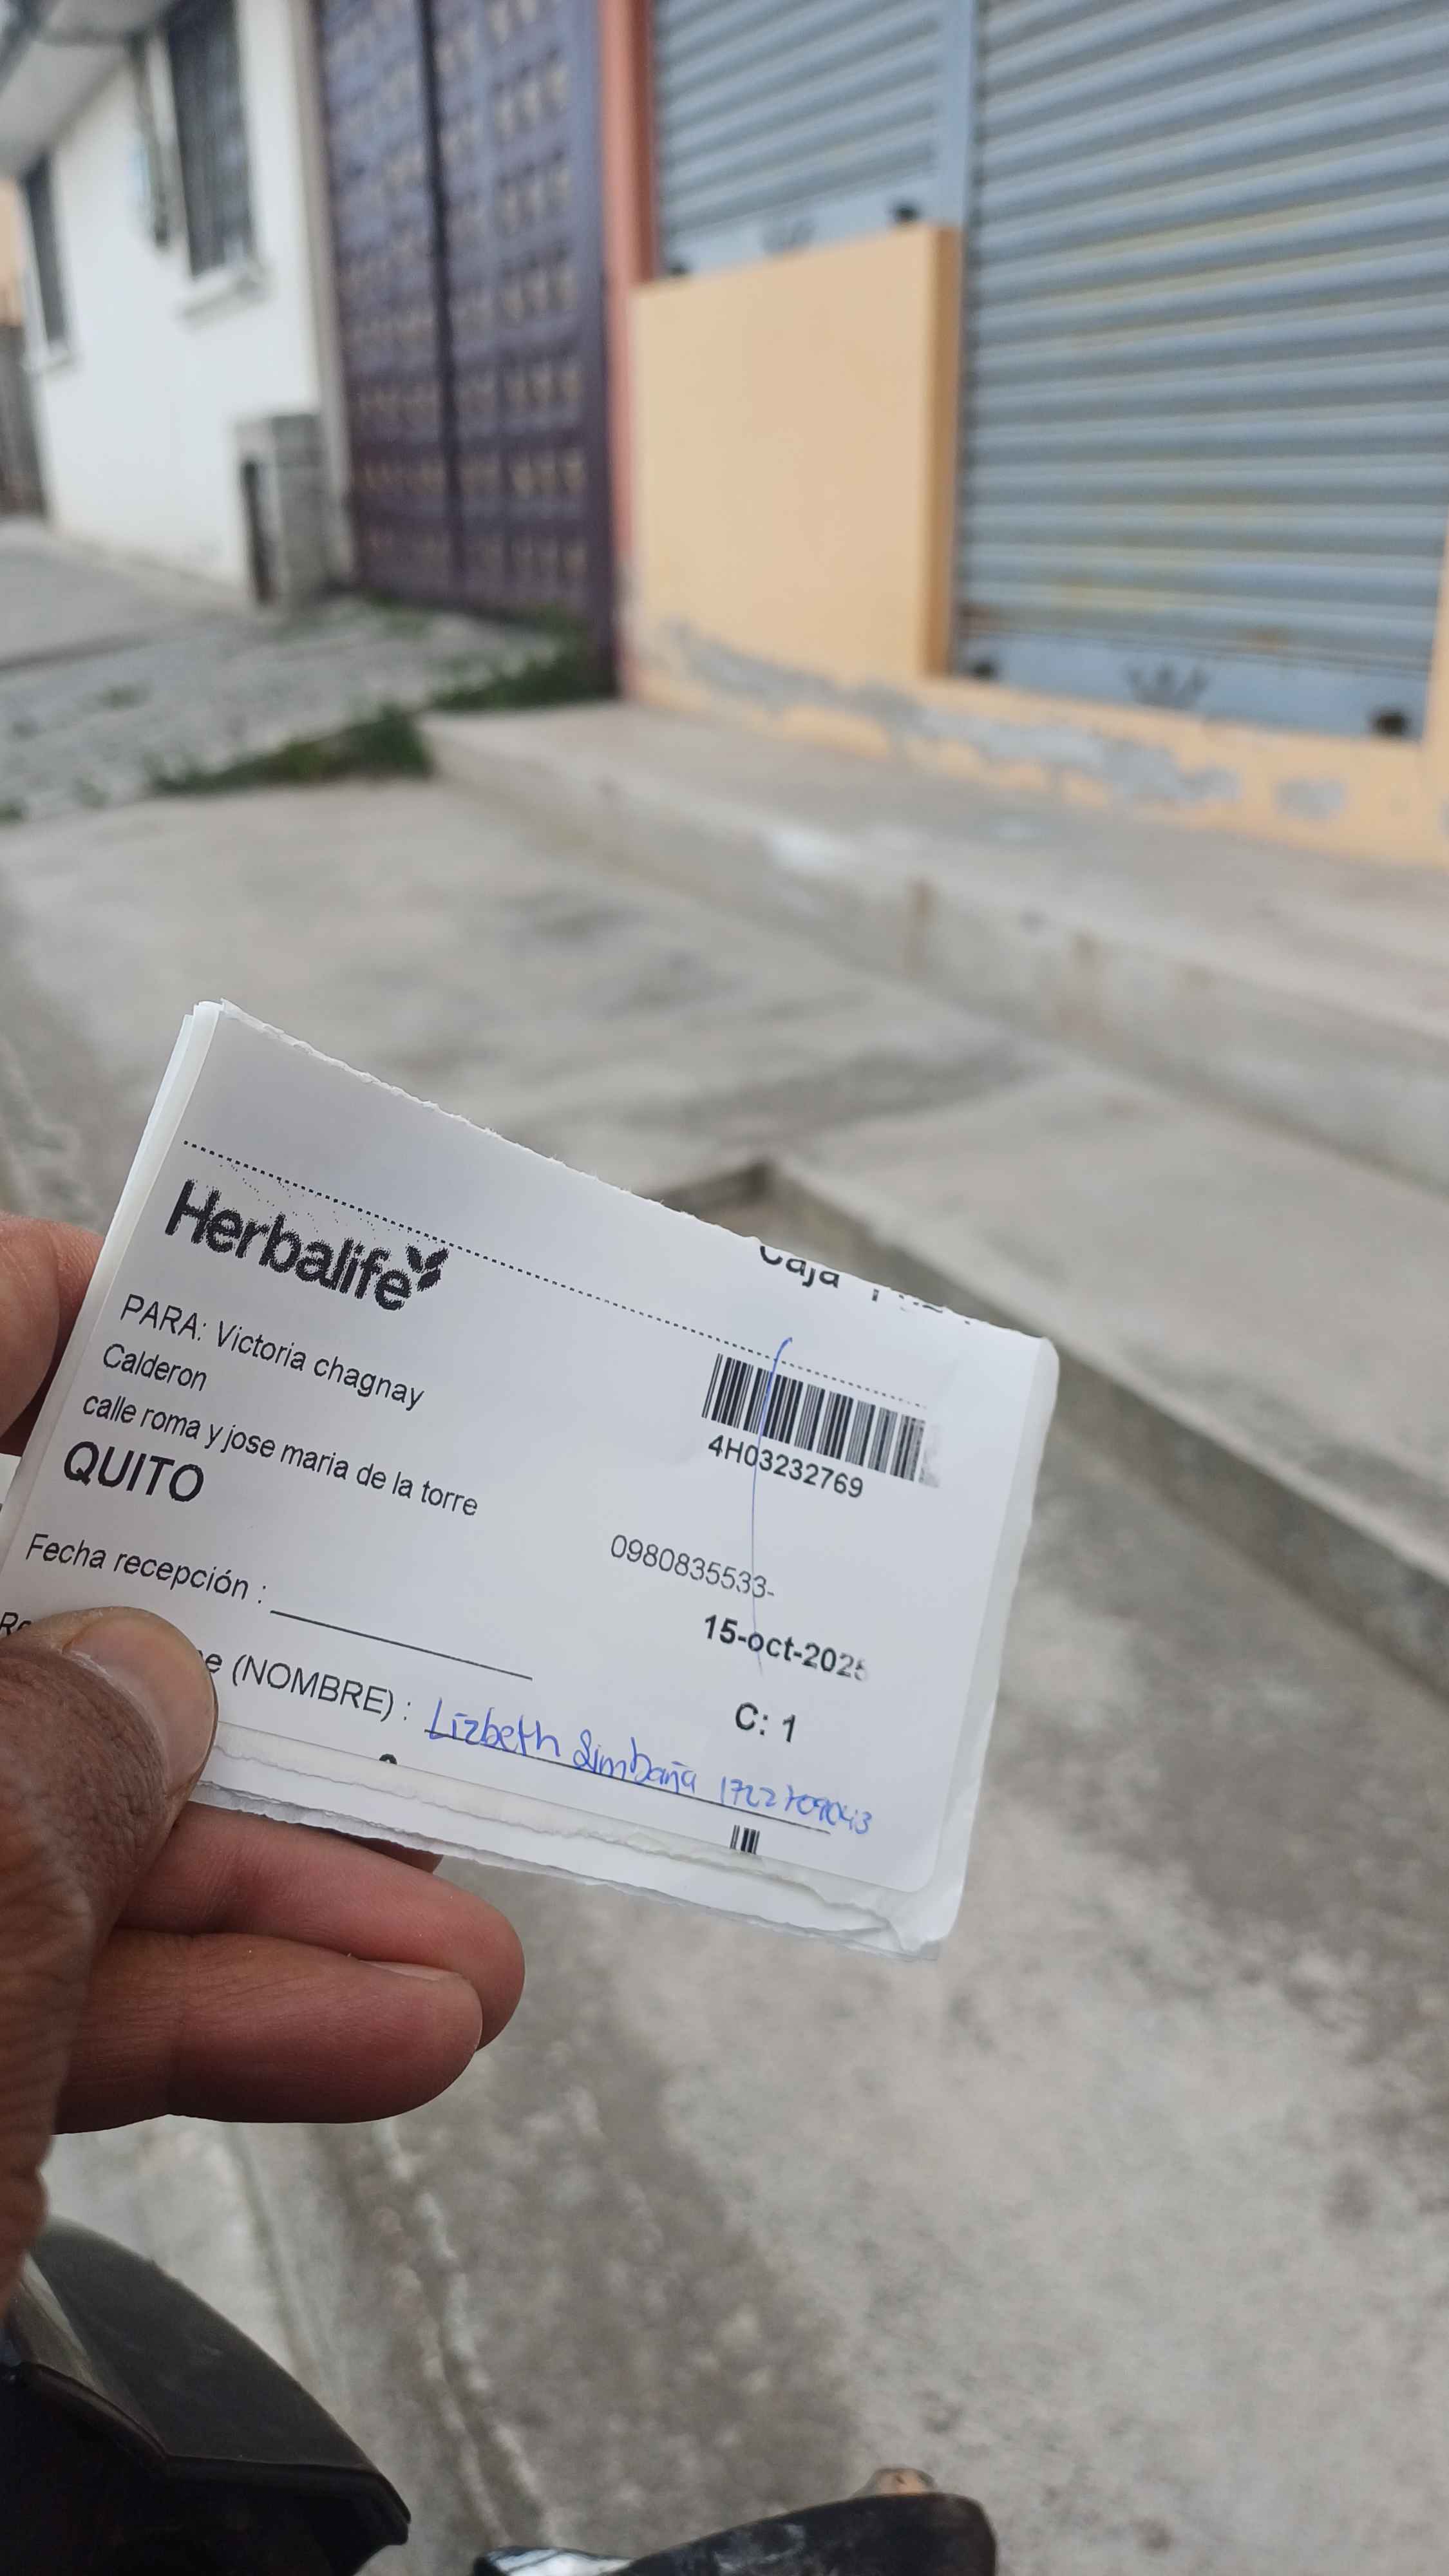 Caja
Herbalife
PARA: Victoria chagnay
Calderon
calle roma y jose maria de la torre
QUITO
4H03232769
0980835533-
15-oct-2025
C: 1
Fecha recepción :
(NOMBRE) : Lizbeth Simbaña